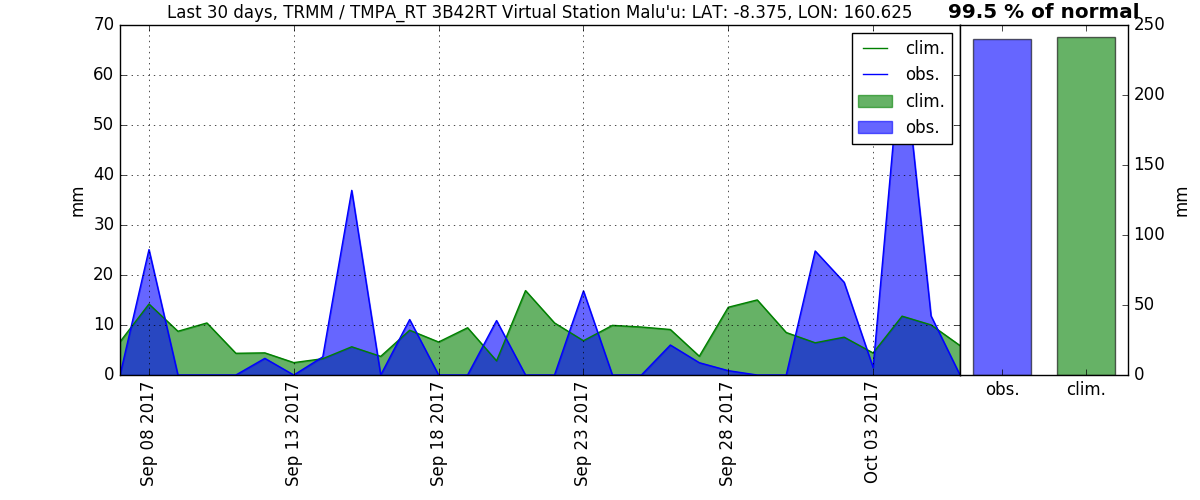 Last 30 days, TRMM / TMPA_RT 3B42RT Virtual Station Malu'u: LAT: -8.375, LON: 160.625
99.5 % of normal
70
60
50
40
30
20
10
0
mm
clim.
obs.
clim.
obs.
250
200
150
100
50
0
mm
obs.
clim.
Sep 08 2017
Sep 13 2017
Sep 18 2017
Sep 23 2017
Sep 28 2017
Oct 03 2017